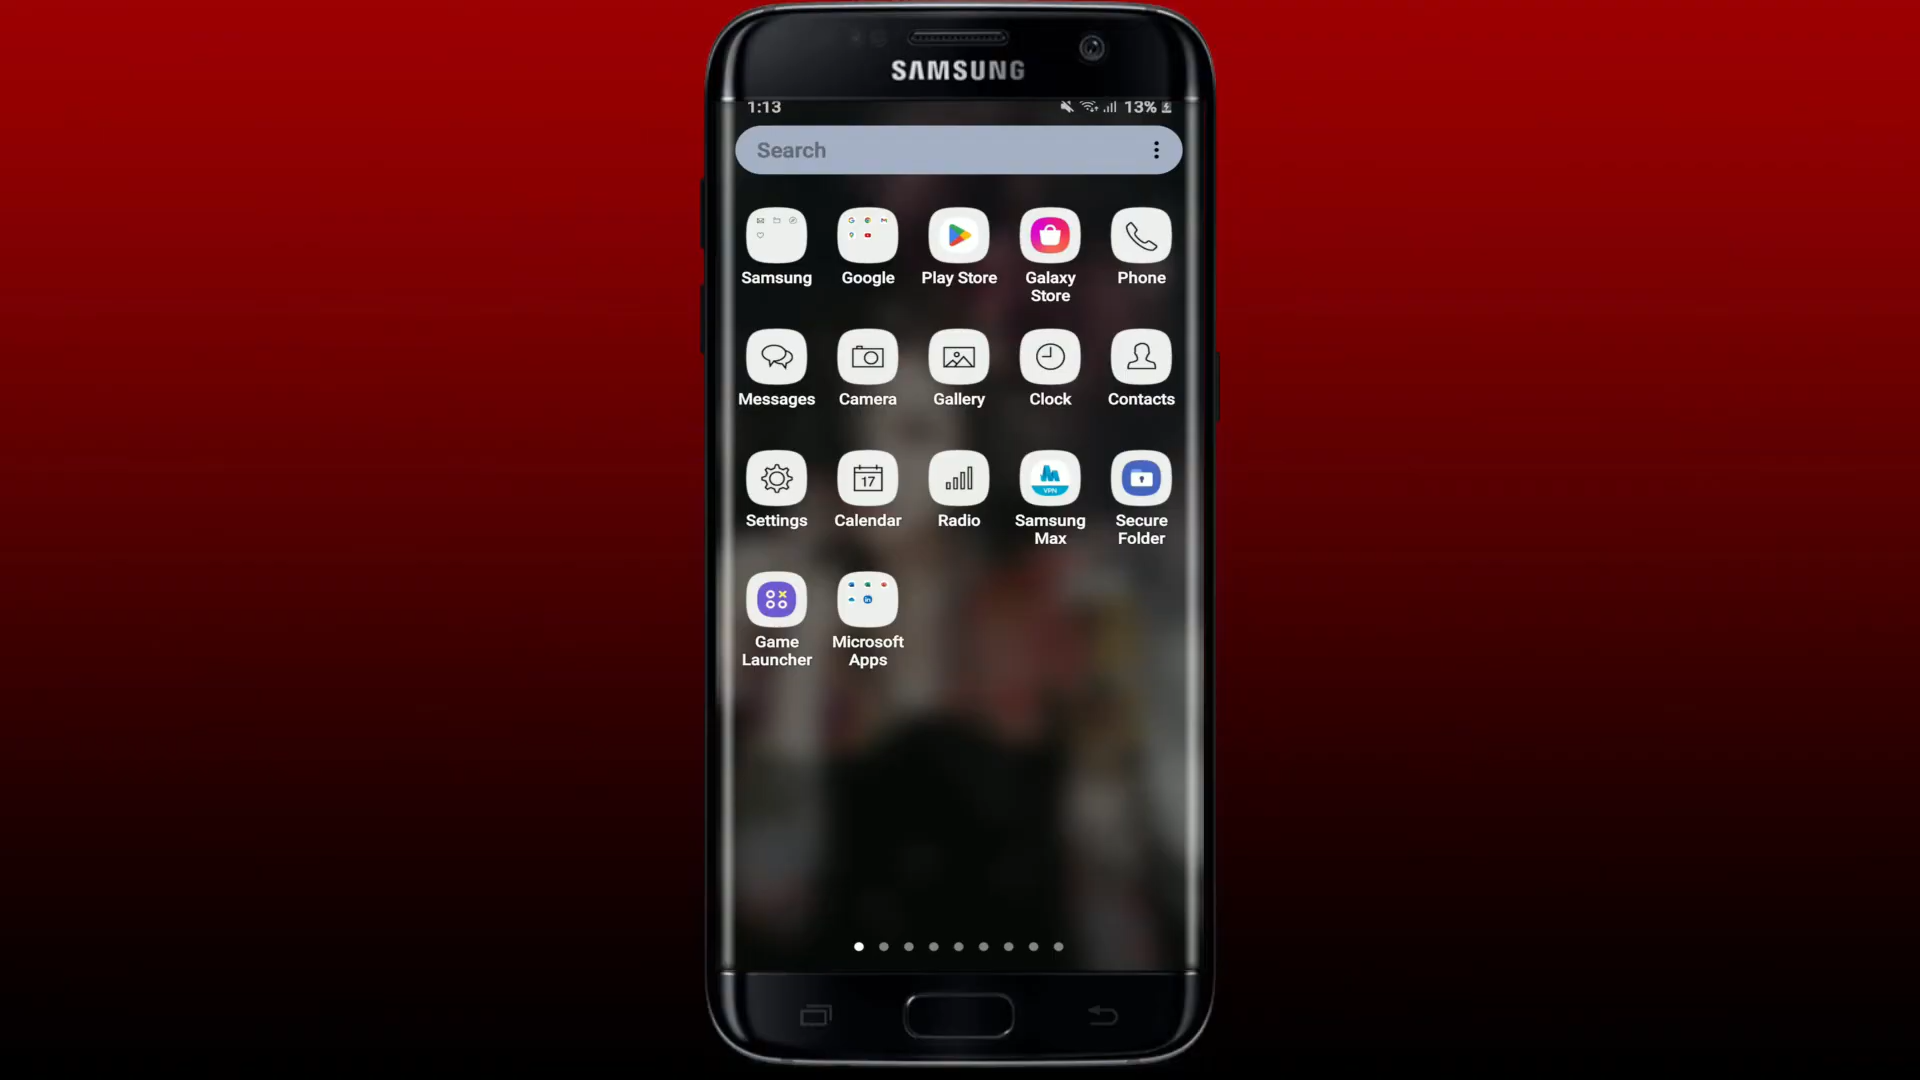 SAMSUNG
1:13
13%
Search
Samsung
Google
Play Store
Galaxy
Store
Phone
Messages
Camera
Gallery
Clock
Contacts
17
VPN
Settings
Calendar
Radio
Samsung
Max
Secure
Folder
Game
Launcher
Microsoft
Apps